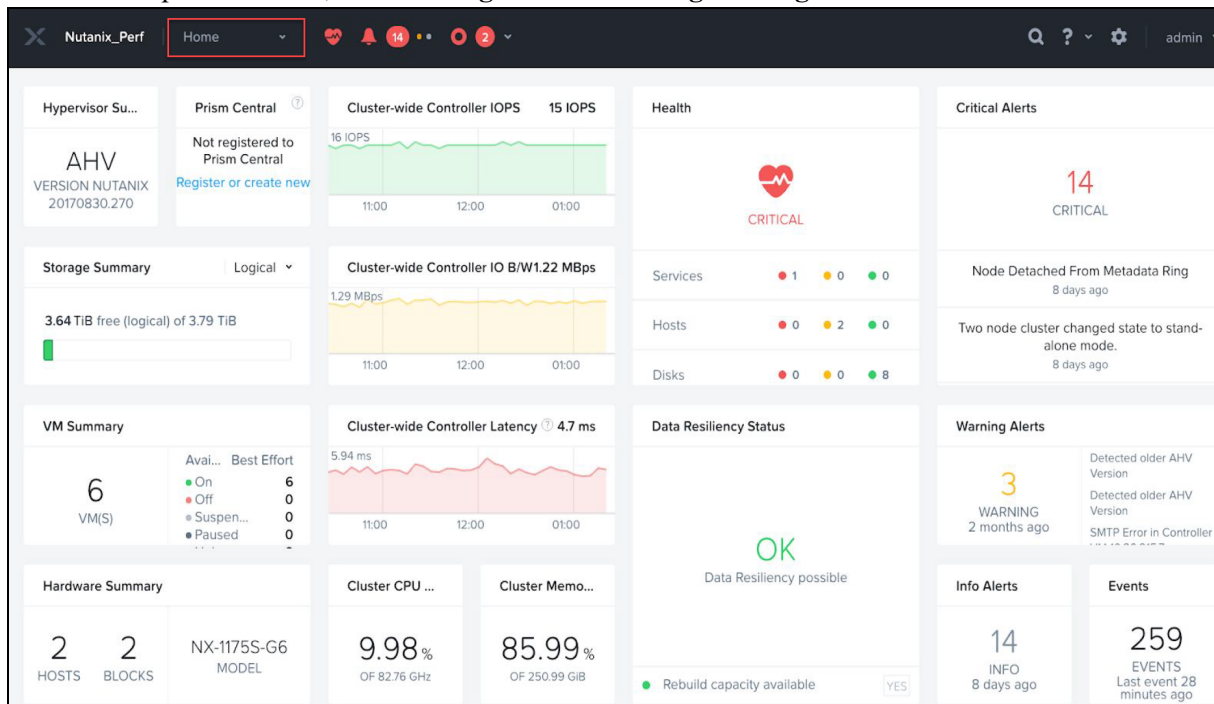 Nutanix_Perf
Home
14
2
admin
Hypervisor Su...
AHV
VERSION NUTANIX
20170830.270
Prism Central
Not registered to
Prism Central
Register or create new
Cluster-wide Controller IOPS 15 IOPS
16 IOPS
11:00 12:00 01:00
Health
CRITICAL
Services 1 0 0
Hosts 0 2 0
Disks 0 0 8
Critical Alerts
14
CRITICAL
Node Detached From Metadata Ring
8 days ago
Two node cluster changed state to stand-
alone mode.
8 days ago
Storage Summary Logical
3.64 TiB free (logical) of 3.79 TiB
Cluster-wide Controller IO B/W1.22 MBps
1.29 MBps
11:00 12:00 01:00
VM Summary
6
VM(S)
Avai... Best Effort
On 6
Off 0
Suspen... 0
Paused 0
Cluster-wide Controller Latency ? 4.7 ms
5.94 ms
11:00 12:00 01:00
Data Resiliency Status
OK
Data Resiliency possible
Rebuild capacity available YES
Warning Alerts
3
WARNING
2 months ago
Detected older AHV
Version
Detected older AHV
Version
SMTP Error in Controller
Hardware Summary
2 2
HOSTS BLOCKS
NX-1175S-G6
MODEL
Cluster CPU ...
9.98 %
OF 82.76 GHz
Cluster Memo...
85.99 %
OF 250.99 GiB
Info Alerts
14
INFO
8 days ago
Events
259
EVENTS
Last event 28
minutes ago